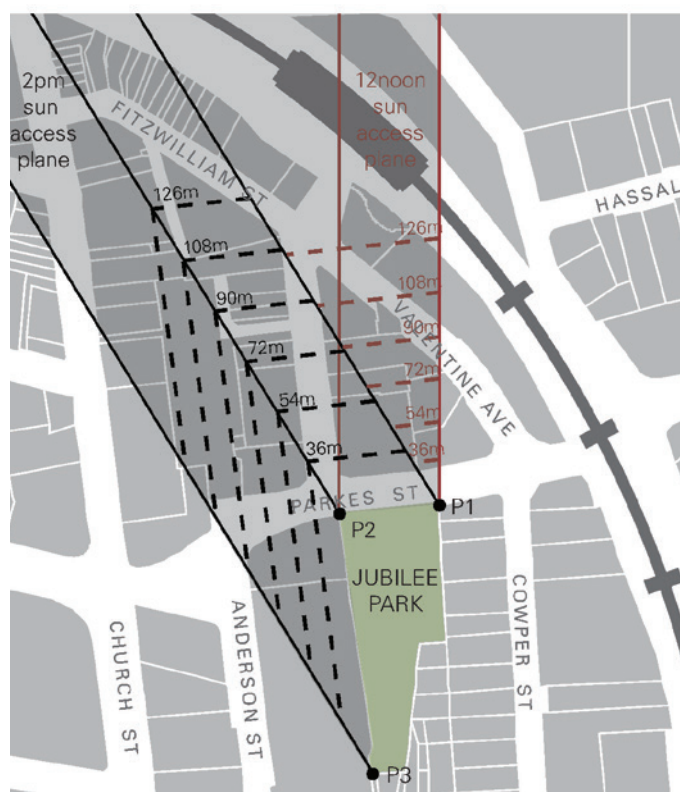 2pm
sun
access
plane
12noon
sun
access
plane
FITZWILLIAM ST
HASSAL
126m
126m
108m
108m
90m
90m
VALENTINE AVE
72m
72m
54m
54m
36m
36m
PARKES ST
P1
P2
JUBILEE
PARK
COWPER ST
ANDERSON ST
CHURCH ST
P3